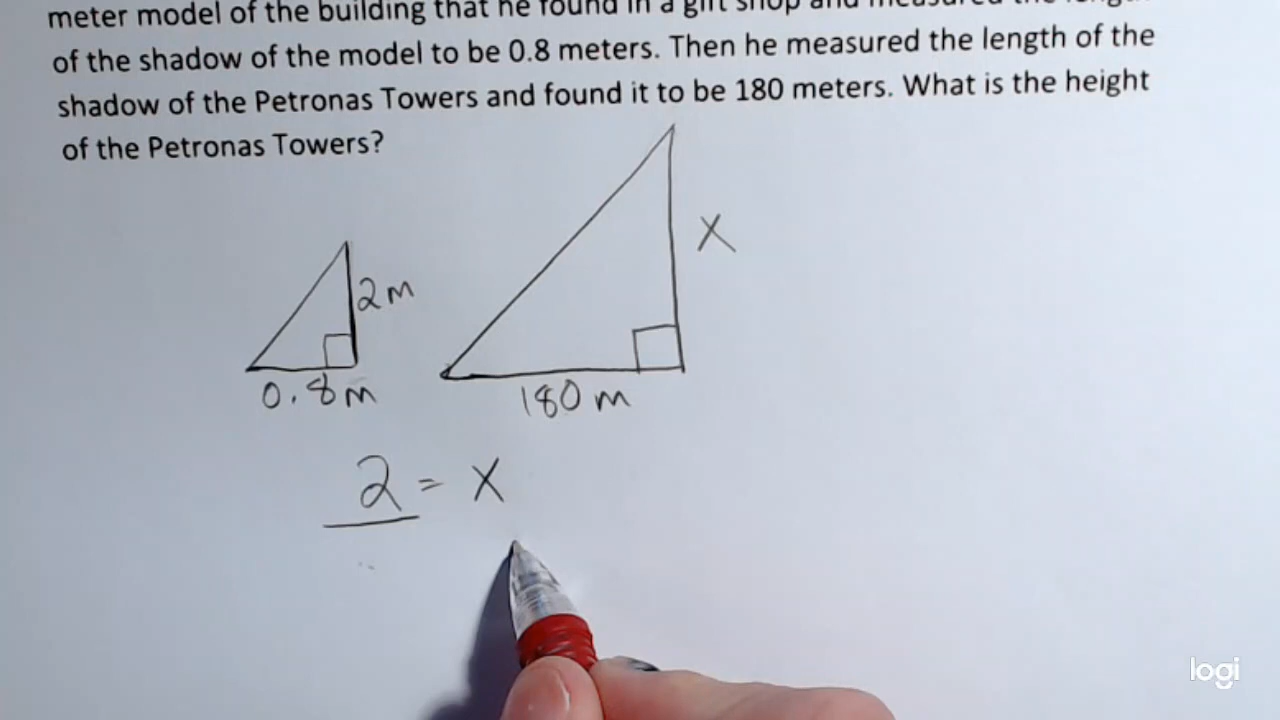 meter model of the building that he found in a gift shop and measured the length
of the shadow of the model to be 0.8 meters. Then he measured the length of the
shadow of the Petronas Towers and found it to be 180 meters. What is the height
of the Petronas Towers?
X
2m
0.8m
180 m
2 = X
logi